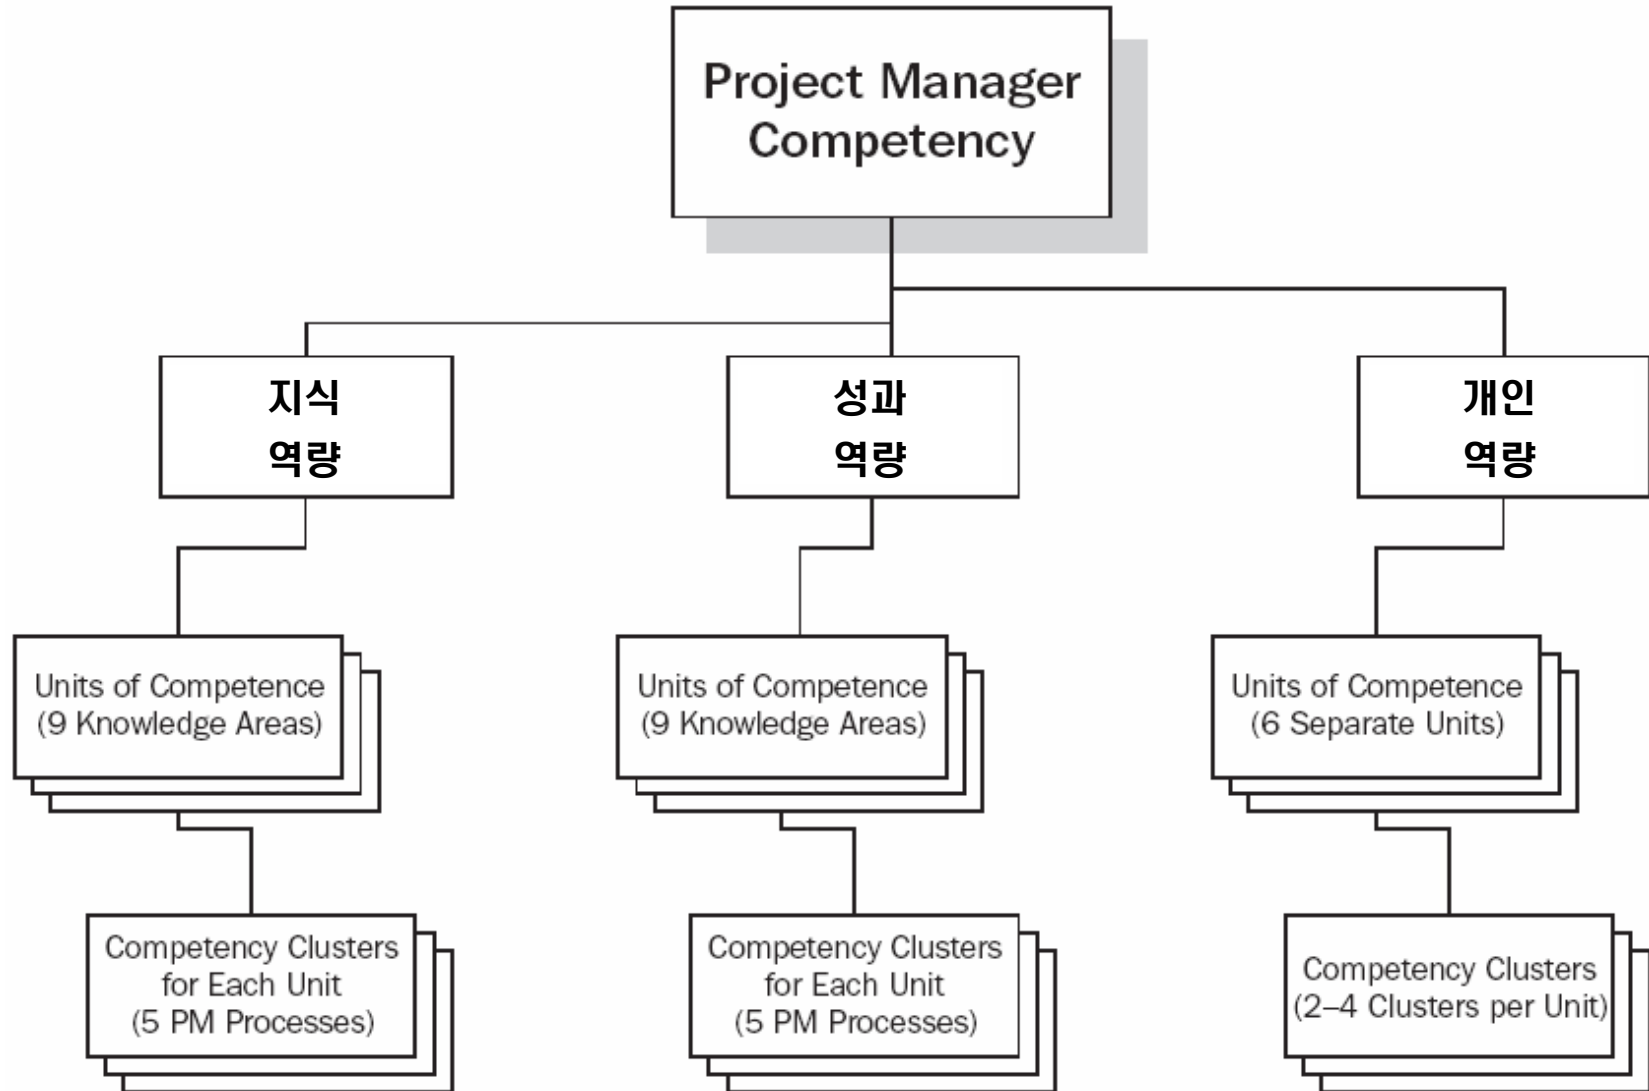 Project Manager
Competency
지식
역량
성과
역량
개인
역량
Units of Competence
(9 Knowledge Areas)
Units of Competence
(9 Knowledge Areas)
Units of Competence
(6 Separate Units)
Competency Clusters
for Each Unit
(5 PM Processes)
Competency Clusters
for Each Unit
(5 PM Processes)
Competency Clusters
(2–4 Clusters per Unit)